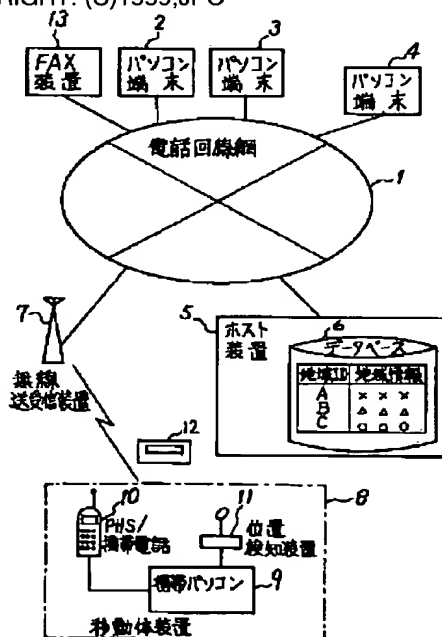 RIGHT: (C)1999,JPO
13
2
3
4
FAX
装置
パソコン
端末
パソコン
端末
パソコン
端末
電話回線網
1
7
5
6
ホスト
装置
データベース
地域ID 地域情報
A × × ×
B △ △ △
C □ □ ○
無線
送受信装置
12
8
10
11
PHS/
携帯電話
位置
検知装置
携帯パソコン
9
移動体装置